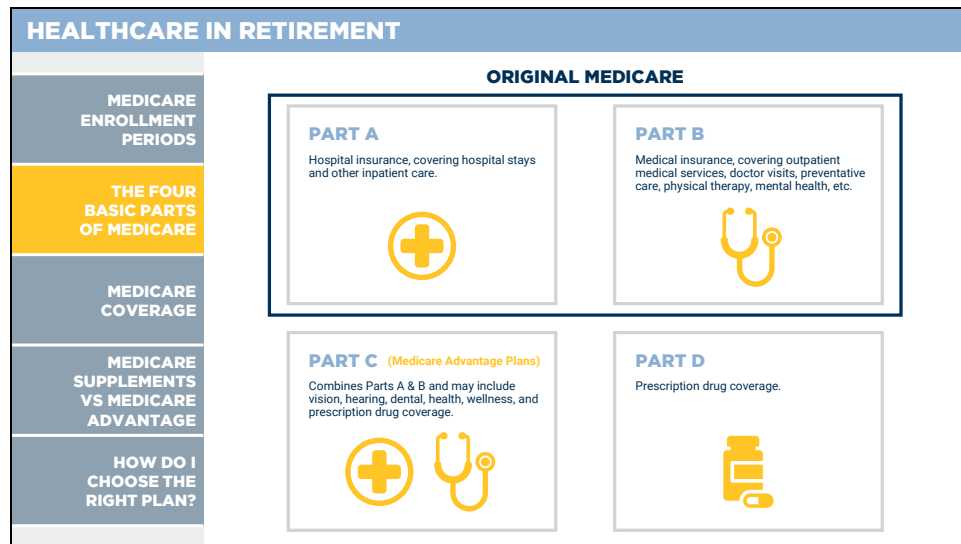 HEALTHCARE IN RETIREMENT
MEDICARE
ENROLLMENT
PERIODS
THE FOUR
BASIC PARTS
OF MEDICARE
MEDICARE
COVERAGE
MEDICARE
SUPPLEMENTS
VS MEDICARE
ADVANTAGE
HOW DO I
CHOOSE THE
RIGHT PLAN?
ORIGINAL MEDICARE
PART A
Hospital insurance, covering hospital stays
and other inpatient care.
PART B
Medical insurance, covering outpatient
medical services, doctor visits, preventative
care, physical therapy, mental health, etc.
PART C (Medicare Advantage Plans)
Combines Parts A & B and may include
vision, hearing, dental, health, wellness, and
prescription drug coverage.
PART D
Prescription drug coverage.